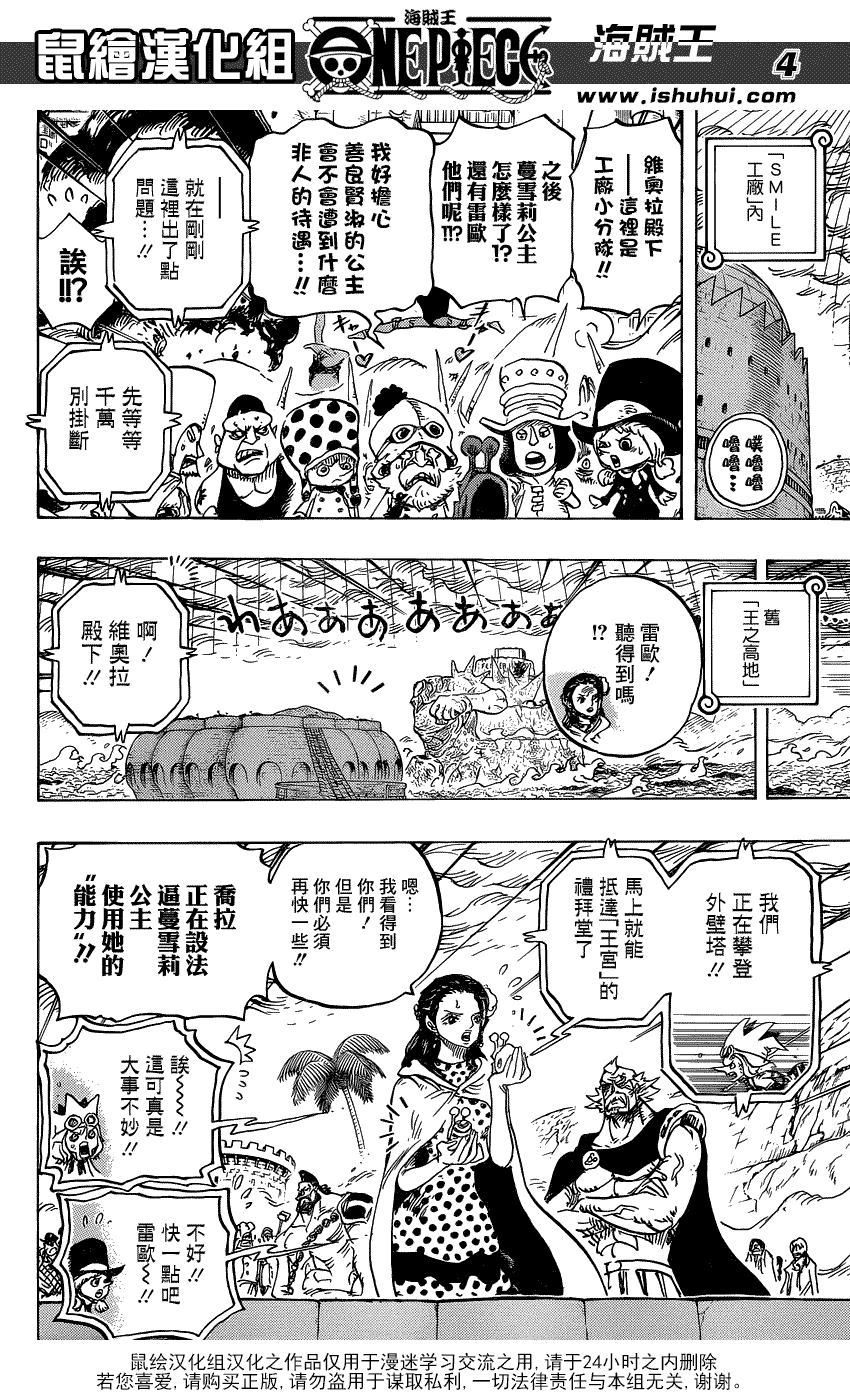 鼠繪漢化組
海賊王
ONE PIECE
海賊王
4
www.ishuhui.com
「SMILE
工廠」內
噗嚕嚕
嚕嚕…
維奧拉殿下
——這裡是
工廠小分隊!!
之後
蔓雪莉公主
怎麼樣了!?
還有雷歐
他們呢!!?
我好擔心
善良賢淑的公主
會不會遭到什麼
非人的待遇…!!
——
就在剛剛
這裡出了點
問題…!!
誒
!!?
先等等
千萬
別掛斷
舊
「王之高地」
雷歐!
聽得到嗎
!?
れあぁぁあぁぁぁ
啊!
維奧拉
殿下!!
我們
正在攀登
外壁塔!!
馬上就能
抵達「王宮」的
禮拜堂了
嗯…
我看得到
你們!
但是
你們必須
再快一些!!
喬拉
正在設法
逼蔓雪莉
公主
使用她的
“能力”!!
誒~~~!!
這可真是
大事不妙!!
不好!!
快一點吧
雷歐~!!
鼠绘汉化组汉化之作品仅用于漫迷学习交流之用, 请于24小时之内删除
若您喜爱, 请购买正版, 请勿盗用于谋取私利, 一切法律责任与本组无关, 谢谢。